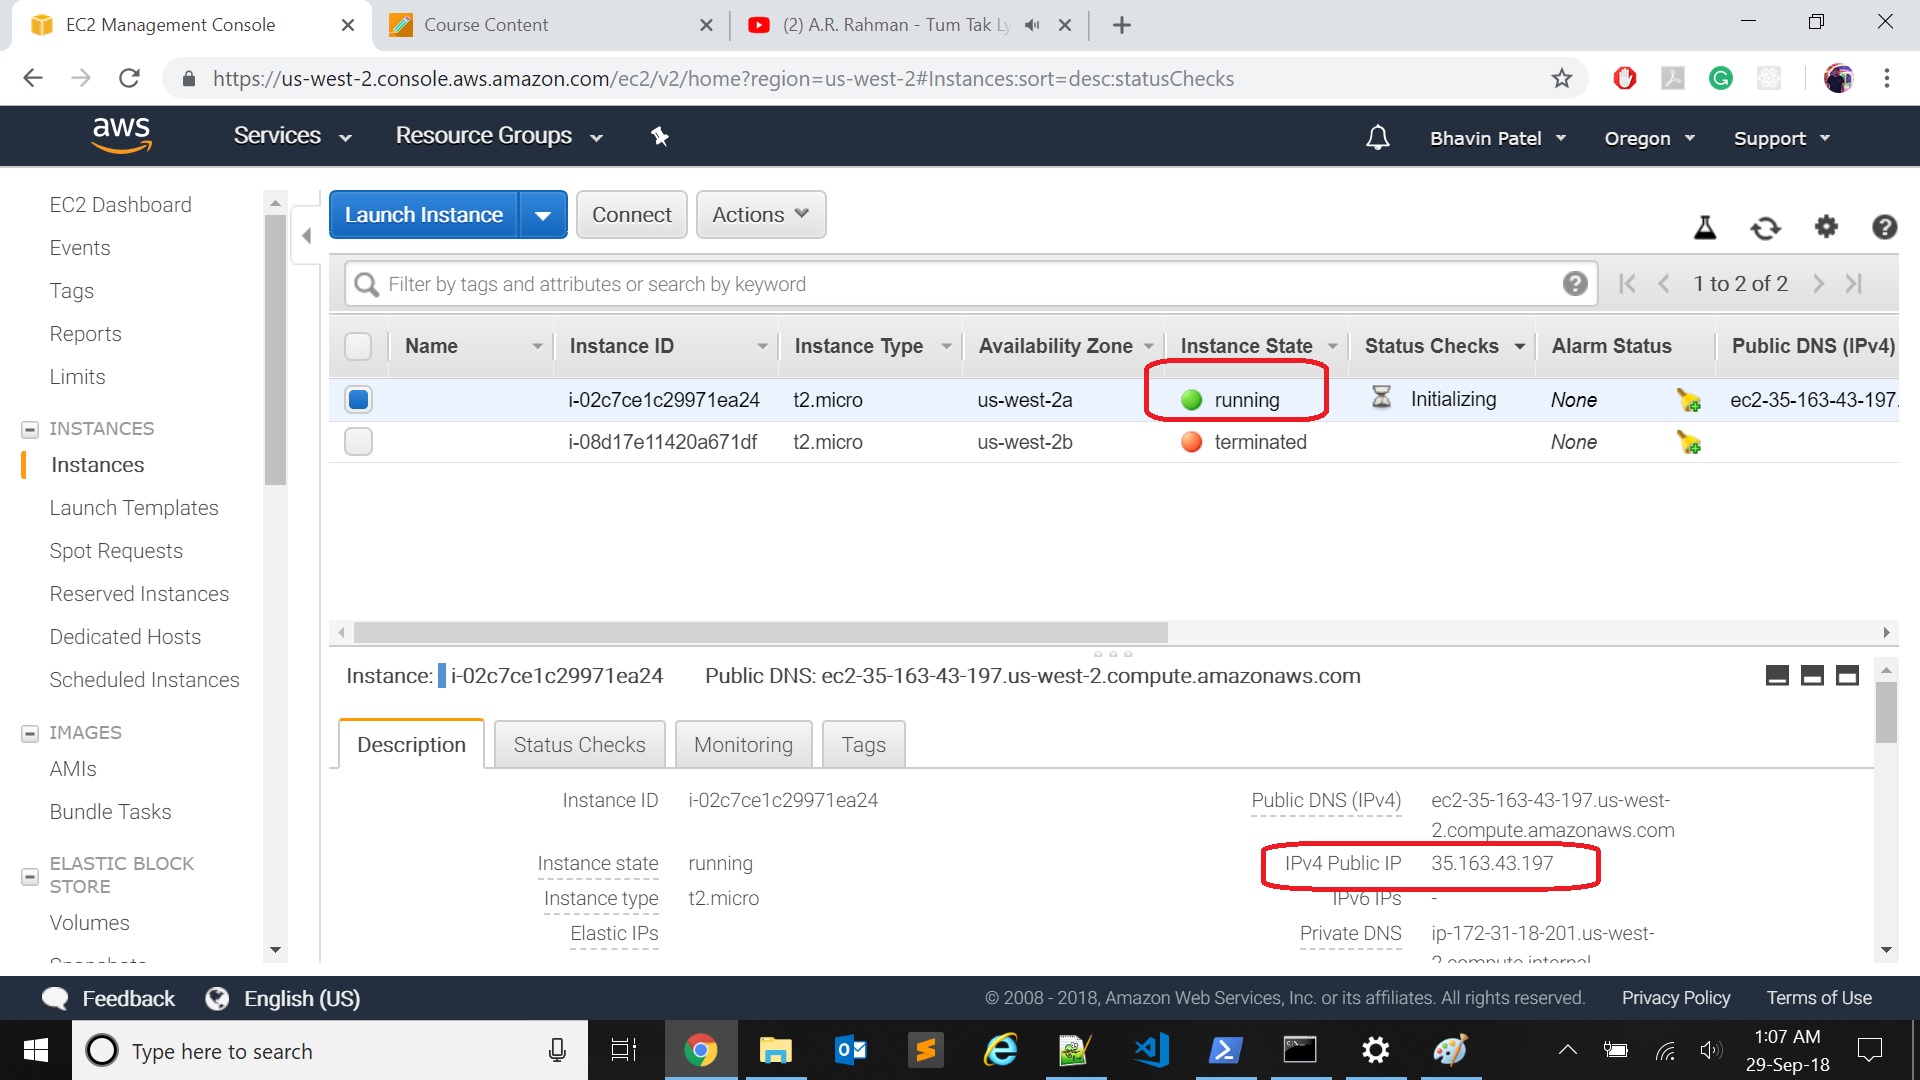 EC2 Management Console
Course Content
(2) A.R. Rahman - Tum Tak Ly
https://us-west-2.console.aws.amazon.com/ec2/v2/home?region=us-west-2#Instances:sort=desc:statusChecks
aws Services Resource Groups Bhavin Patel Oregon Support
EC2 Dashboard
Events
Tags
Reports
Limits
INSTANCES
Instances
Launch Templates
Spot Requests
Reserved Instances
Dedicated Hosts
Scheduled Instances
IMAGES
AMIs
Bundle Tasks
ELASTIC BLOCK
STORE
Volumes
Snapshots
Launch Instance Connect Actions
Filter by tags and attributes or search by keyword 1 to 2 of 2
Name Instance ID Instance Type Availability Zone Instance State Status Checks Alarm Status Public DNS (IPv4)
i-02c7ce1c29971ea24 t2.micro us-west-2a running Initializing None ec2-35-163-43-197.
i-08d17e11420a671df t2.micro us-west-2b terminated None
Instance: i-02c7ce1c29971ea24 Public DNS: ec2-35-163-43-197.us-west-2.compute.amazonaws.com
Description Status Checks Monitoring Tags
Instance ID i-02c7ce1c29971ea24
Instance state running
Instance type t2.micro
Elastic IPs
Public DNS (IPv4) ec2-35-163-43-197.us-west-
2.compute.amazonaws.com
IPv4 Public IP 35.163.43.197
IPv6 IPs -
Private DNS ip-172-31-18-201.us-west-
2.compute.internal
Feedback English (US) © 2008 - 2018, Amazon Web Services, Inc. or its affiliates. All rights reserved. Privacy Policy Terms of Use
Type here to search
1:07 AM
29-Sep-18